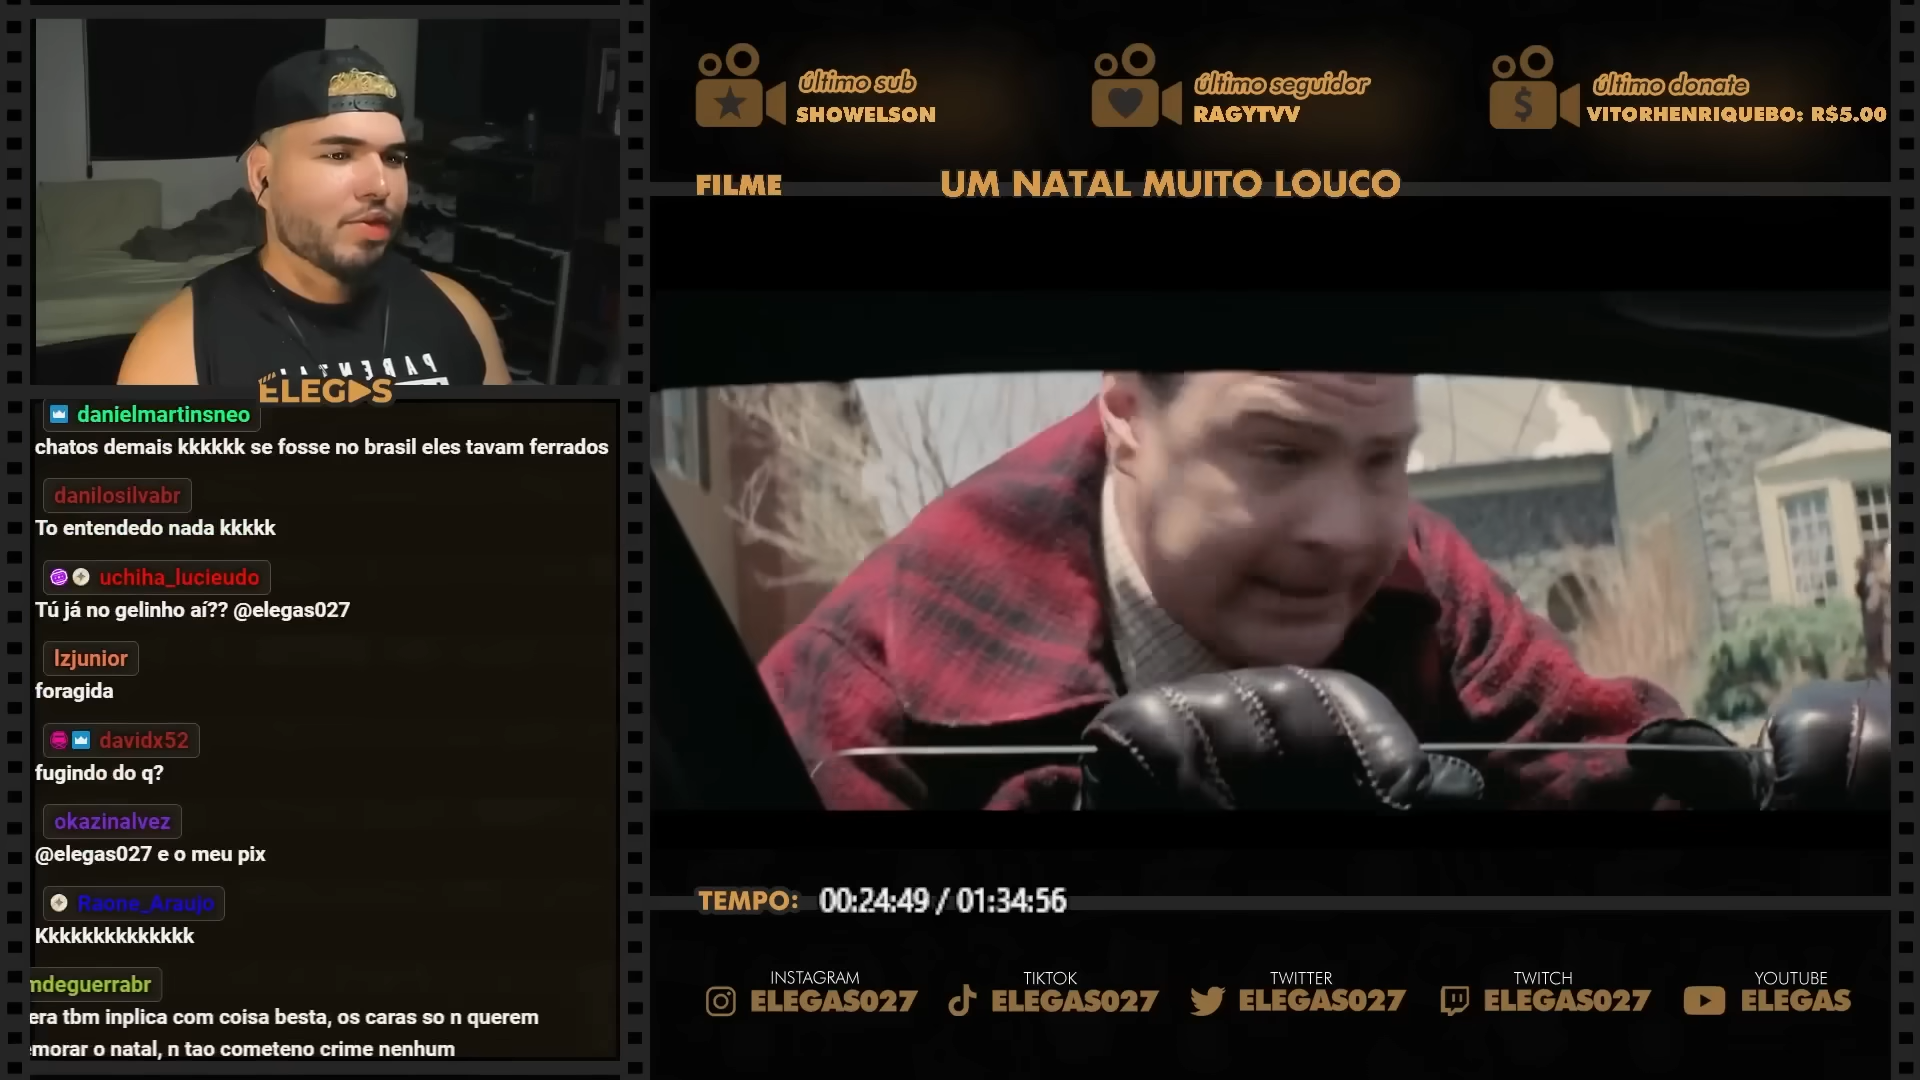 último sub
SHOWELSON
último seguidor
RAGYTVV
último donate
VITORHENRIQUEBO: R$5.00
FILME
UM NATAL MUITO LOUCO
PARENTAL
ELEGAS
danielmartinsneo
chatos demais kkkkkk se fosse no brasil eles tavam ferrados
danilosilvabr
To entendedo nada kkkkk
uchiha_lucieudo
Tú já no gelinho aí?? @elegas027
lzjunior
foragida
davidx52
fugindo do q?
okazinalvez
@elegas027 e o meu pix
Raone_Araujo
Kkkkkkkkkkkkkk
ndeguerrabr
era tbm inplica com coisa besta, os caras so n querem
morar o natal, n tao cometeno crime nenhum
TEMPO: 00:24:49 / 01:34:56
INSTAGRAM
ELEGAS027
TIKTOK
ELEGAS027
TWITTER
ELEGAS027
TWITCH
ELEGAS027
YOUTUBE
ELEGAS